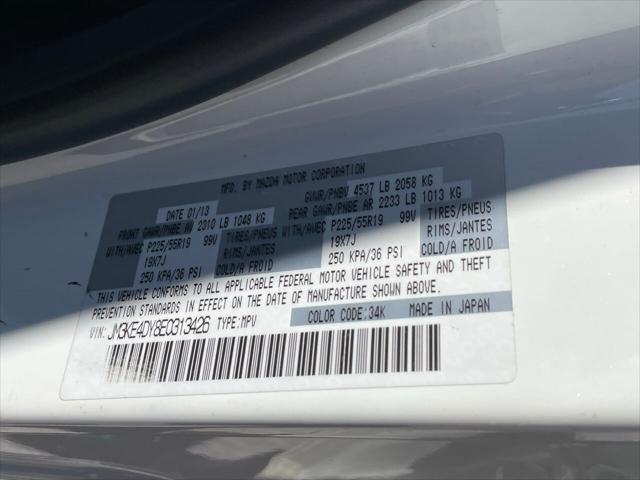 MFD. BY MAZDA MOTOR CORPORATION
DATE 01/13 GVWR/PNBV 4537 LB 2058 KG
FRONT GAWR/PNBE AV 2310 LB 1048 KG REAR GAWR/PNBE AR 2233 LB 1013 KG
WITH/AVEC P225/55R19 99V TIRES/PNEUS WITH/AVEC P225/55R19 99V TIRES/PNEUS
19X7J RIMS/JANTES 19X7J RIMS/JANTES
250 KPA/36 PSI COLD/A FROID 250 KPA/36 PSI COLD/A FROID
THIS VEHICLE CONFORMS TO ALL APPLICABLE FEDERAL MOTOR VEHICLE SAFETY AND THEFT
PREVENTION STANDARDS IN EFFECT ON THE DATE OF MANUFACTURE SHOWN ABOVE.
COLOR CODE:34K MADE IN JAPAN
VIN: JM3KE4DY8E0313426 TYPE:MPV